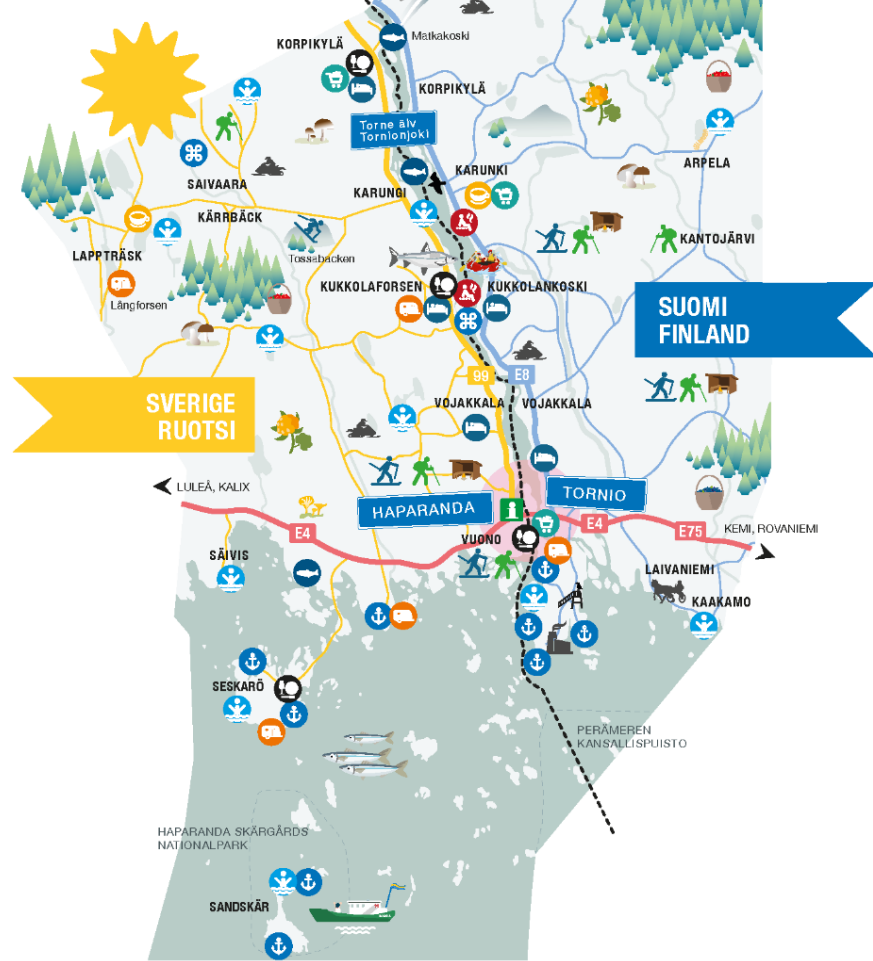 KORPIKYLÄ
Matkakoski
KORPIKYLÄ
Torne älv
Tornionjoki
ARPELA
SAIVAARA
KARUNKI
KARUNGI
KÄRRBÄCK
KANTOJÄRVI
LAPPTRÄSK
Tossabacken
Långforsen
KUKKOLAFORSEN
KUKKOLANKOSKI
SUOMI
FINLAND
99
E8
SVERIGE
RUOTSI
VOJAKKALA
VOJAKKALA
LULEÅ, KALIX
HAPARANDA
TORNIO
E4
E4
E75
KEMI, ROVANIEMI
VUONO
SÄIVIS
LAIVANIEMI
KAAKAMO
SESKARÖ
PERÄMEREN
KANSALLISPUISTO
HAPARANDA SKÄRGÅRDS
NATIONALPARK
SANDSKÄR